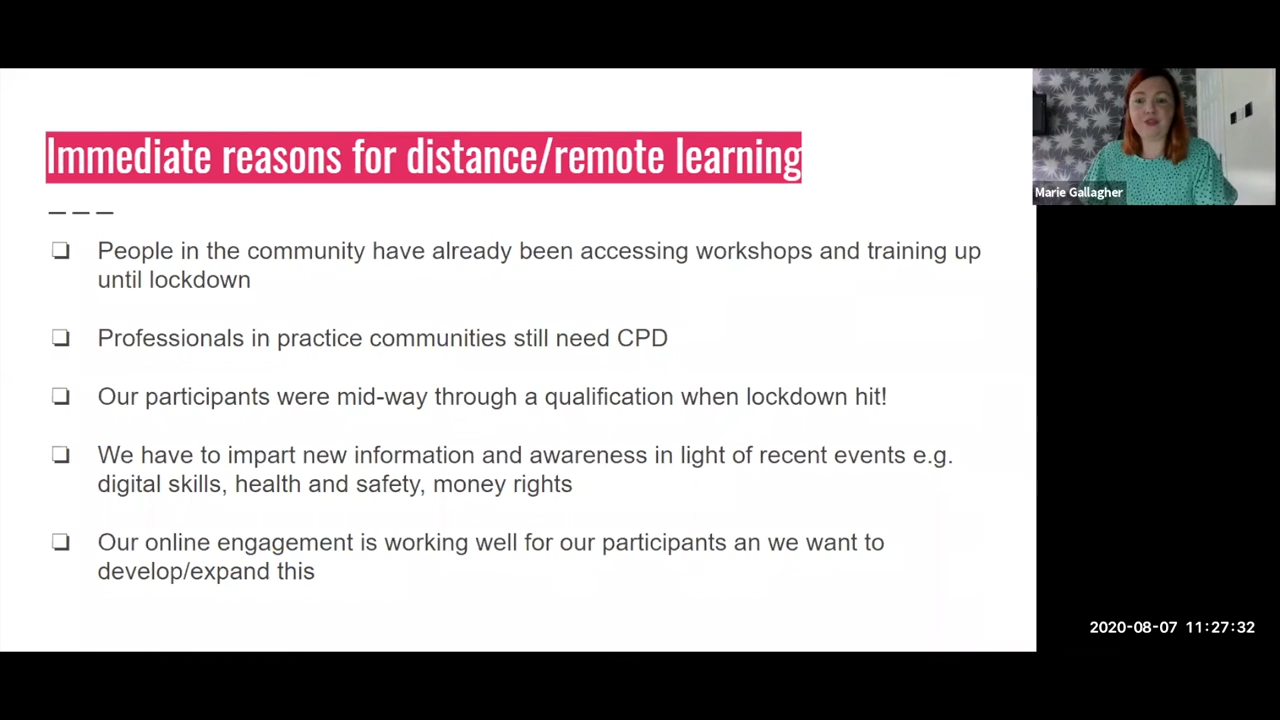 Immediate reasons for distance/remote learning
Marie Gallagher
❏ People in the community have already been accessing workshops and training up
until lockdown
❏ Professionals in practice communities still need CPD
❏ Our participants were mid-way through a qualification when lockdown hit!
❏ We have to impart new information and awareness in light of recent events e.g.
digital skills, health and safety, money rights
❏ Our online engagement is working well for our participants an we want to
develop/expand this
2020-08-07 11:27:32